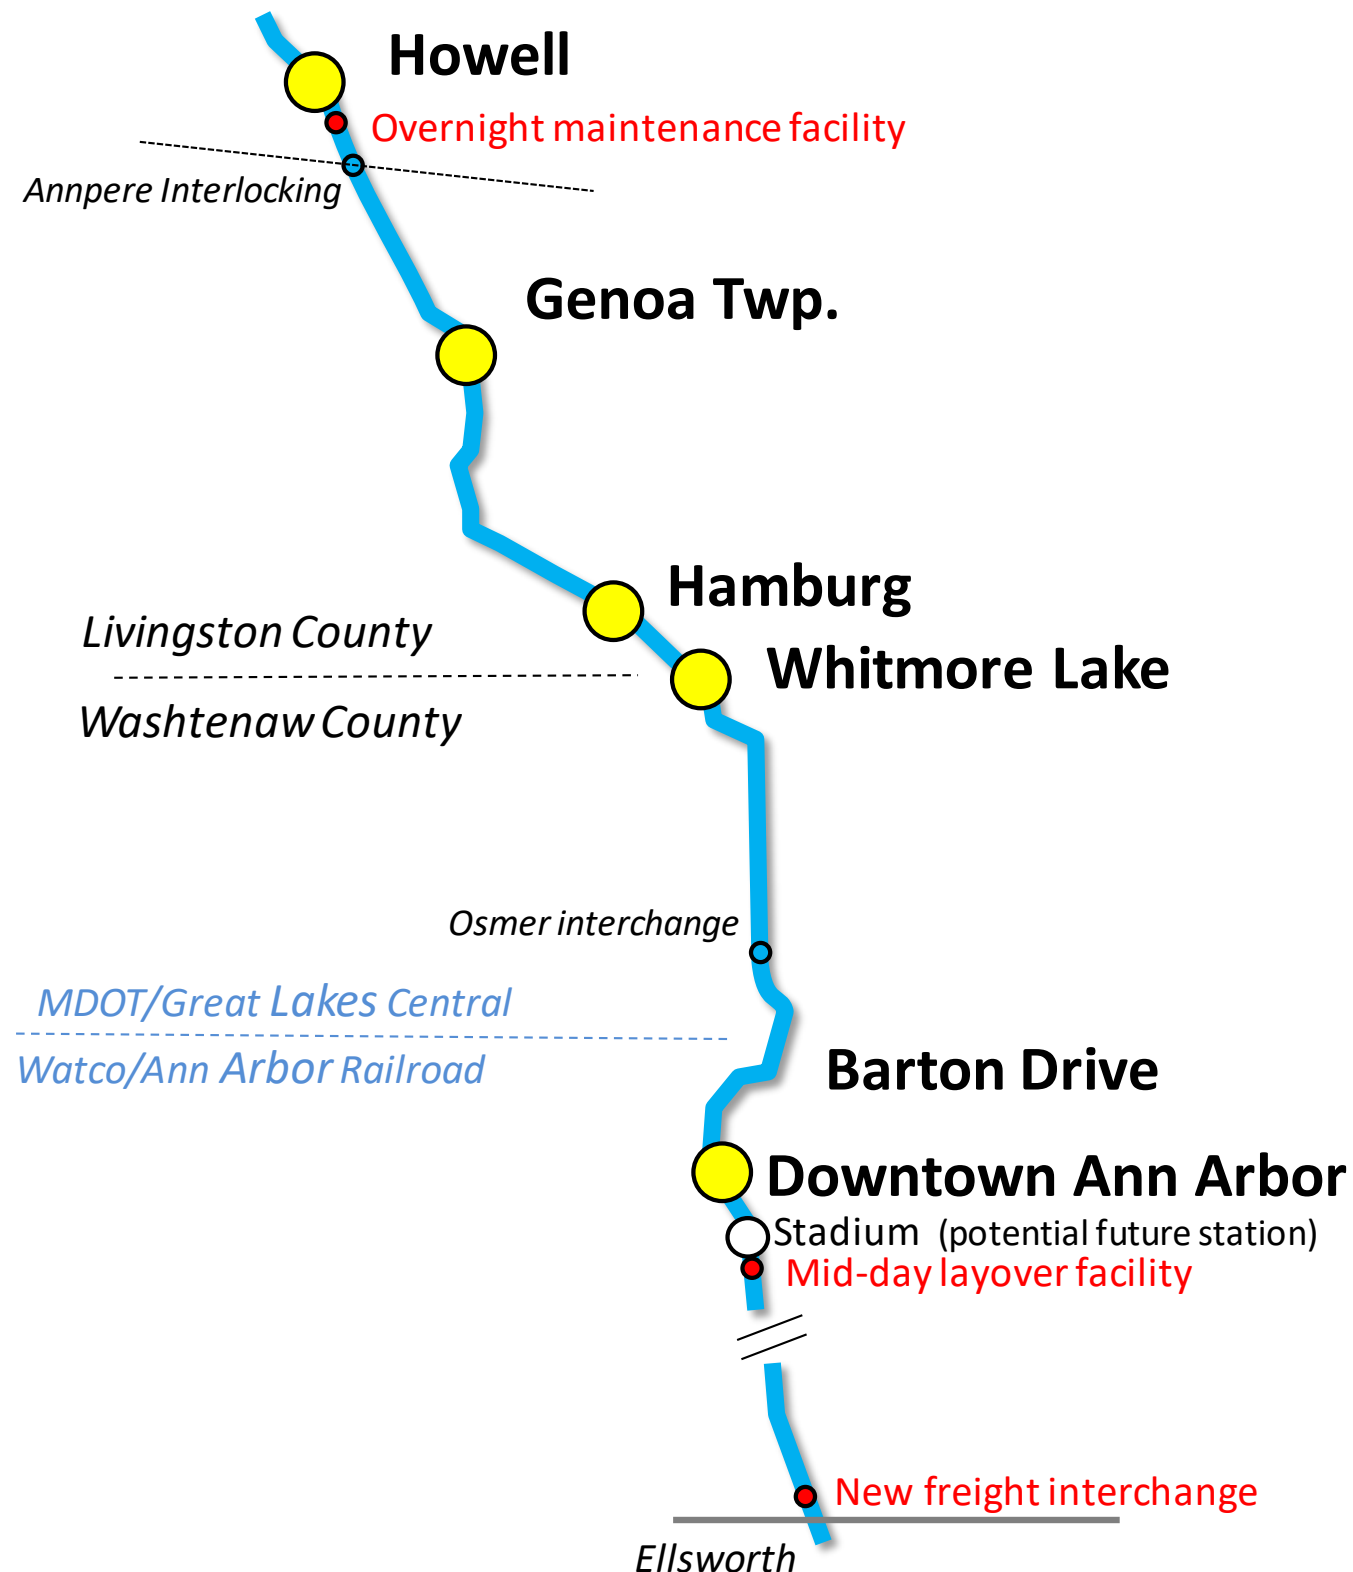 Howell
Overnight maintenance facility
Annpere Interlocking
Genoa Twp.
Hamburg
Livingston County
Whitmore Lake
Washtenaw County
Osmer interchange
MDOT/Great Lakes Central
Watco/Ann Arbor Railroad
Barton Drive
Downtown Ann Arbor
Stadium (potential future station)
Mid-day layover facility
New freight interchange
Ellsworth